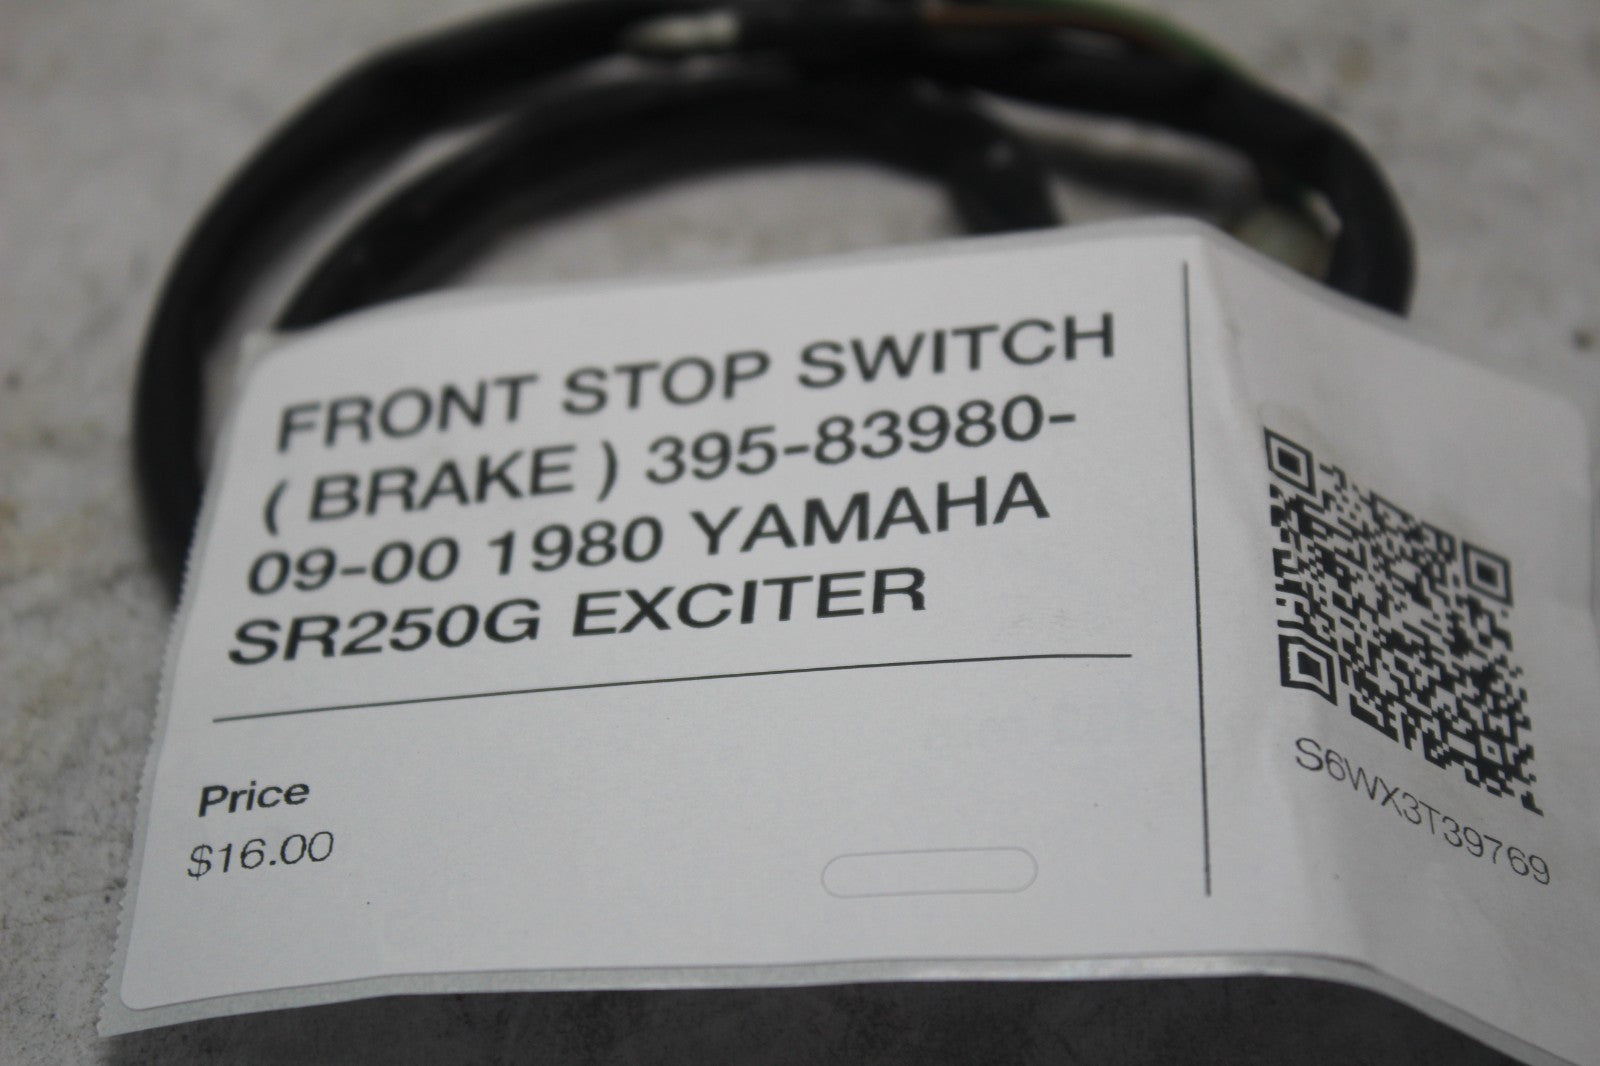 FRONT STOP SWITCH
( BRAKE ) 395-83980-
09-00 1980 YAMAHA
SR250G EXCITER
Price
$16.00
S6WX3T39769